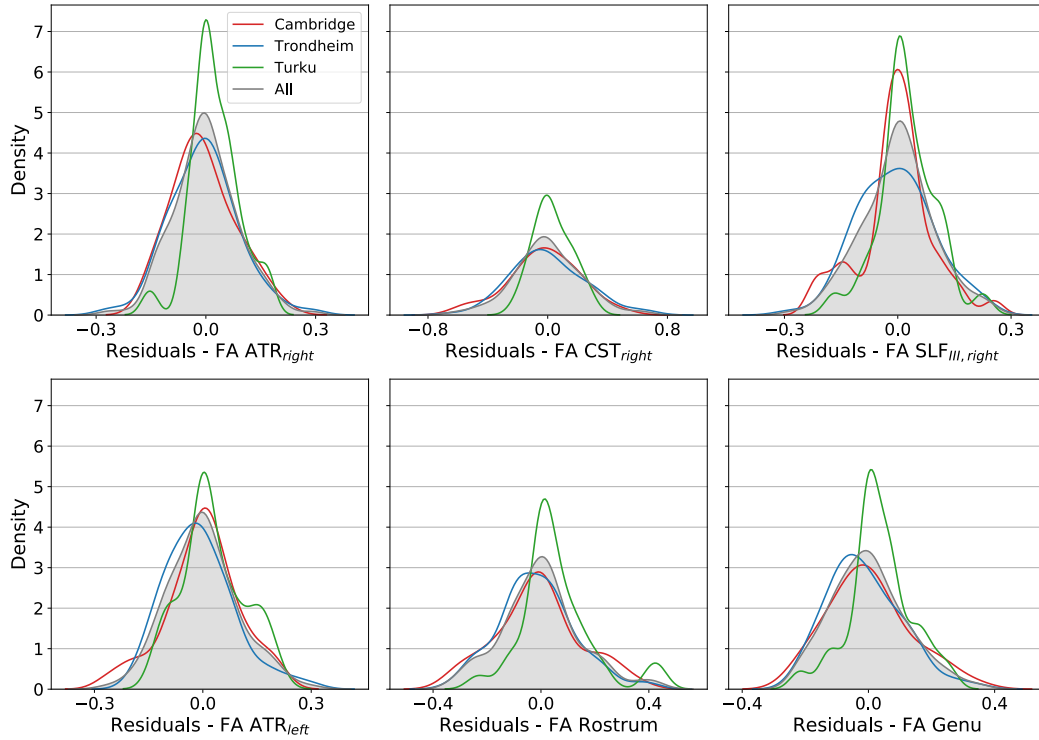 Density
7
6
5
4
3
2
1
0
Cambridge
Trondheim
Turku
All
−0.3 0.0 0.3
Residuals - FA ATR_right
−0.8 0.0 0.8
Residuals - FA CST_right
−0.3 0.0 0.3
Residuals - FA SLF_III, right
Density
7
6
5
4
3
2
1
0
−0.3 0.0 0.3
Residuals - FA ATR_left
−0.4 0.0 0.4
Residuals - FA Rostrum
−0.4 0.0 0.4
Residuals - FA Genu